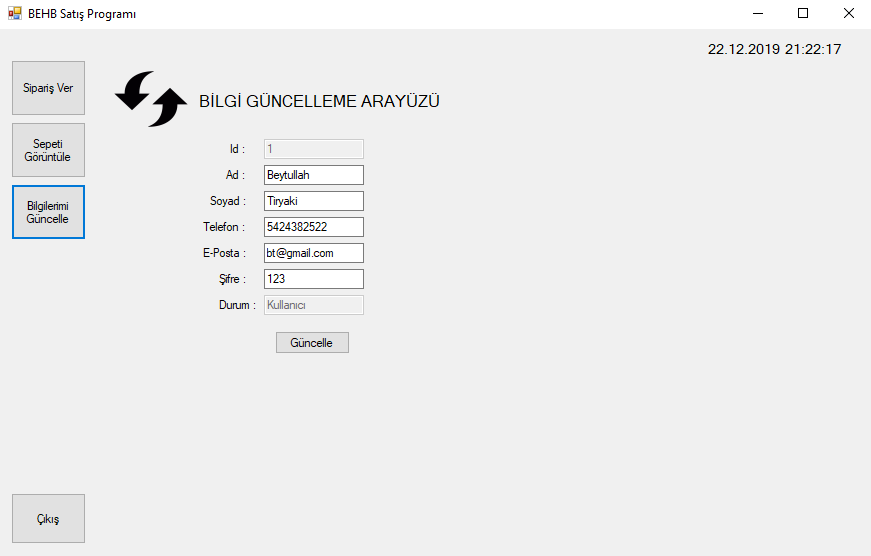 BEHB Satış Programı
22.12.2019 21:22:17
Sipariş Ver
Sepeti
Görüntüle
Bilgilerimi
Güncelle
Çıkış
BİLGİ GÜNCELLEME ARAYÜZÜ
Id : 1
Ad : Beytullah
Soyad : Tiryaki
Telefon : 5424382522
E-Posta : bt@gmail.com
Şifre : 123
Durum : Kullanıcı
Güncelle